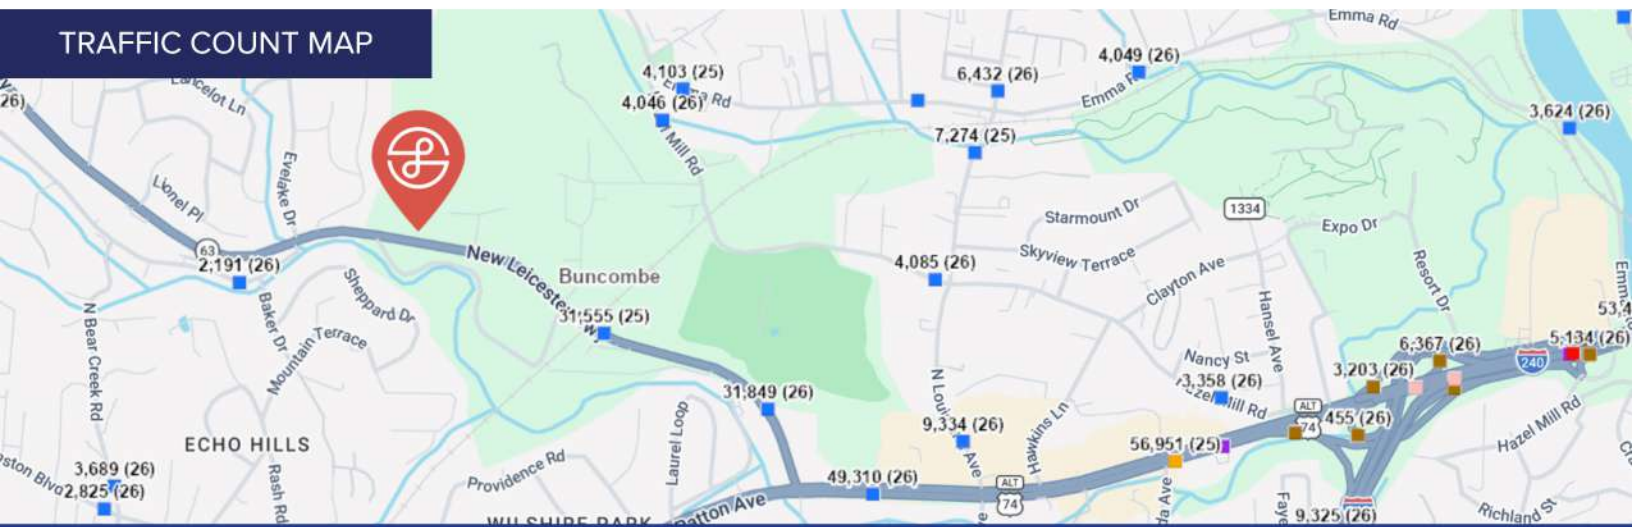 TRAFFIC COUNT MAP
Emma Rd
4,049 (26)
4,103 (25)
6,432 (26)
26)
Lancelot Ln
Emma Rd
4,046 (26)
Emma R
3,624 (26)
7,274 (25)
Mill Rd
Evelake Dr
Lionel Pl
Starmount Dr
1334
Expo Dr
63
2,191 (26)
New Leicester
Buncombe
4,085 (26)
Skyview Terrace
Clayton Ave
Resort Dr
Sheppard Dr
N Bear Creek Rd
Baker Dr
Mountain Terrace
31,555 (25)
Hansel Ave
53,4
5,134 (26)
6,367 (26)
240
Nancy St
3,203 (26)
3,358 (26)
Hazel Mill Rd
31,849 (26)
N Loui
Ave
Laurel Loop
Hawkins Ln
ALT
74
455 (26)
9,334 (26)
56,951 (25)
Hazel Mill Rd
ECHO HILLS
Providence Rd
3,689 (26)
2,825 (26)
Rash Rd
49,310 (26)
ALT
74
Patton Ave
WILSHIRE PARK
da Ave
Faye
9,325 (26)
Richland St